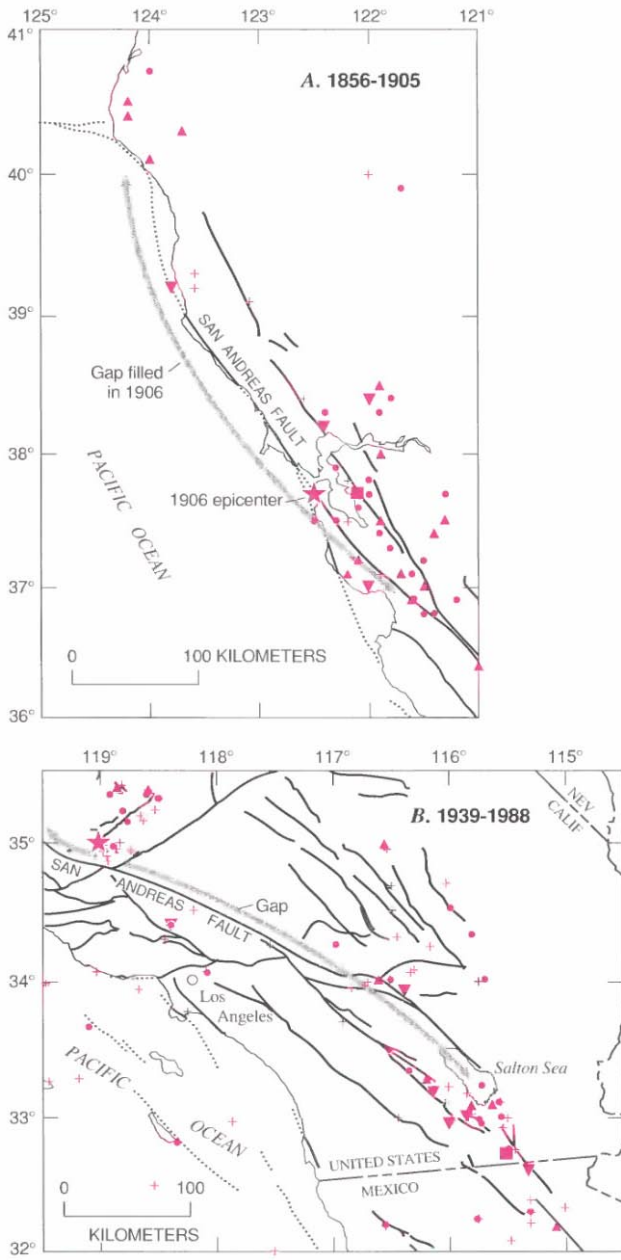 125° 124° 123° 122° 121°
41°
A. 1856-1905
40°
39°
SAN ANDREAS FAULT
Gap filled
in 1906
38°
PACIFIC OCEAN
1906 epicenter
37°
0 100 KILOMETERS
36°
119° 118° 117° 116° 115°
NEV
CALIF
B. 1939-1988
35°
SAN ANDREAS FAULT
Gap
34°
Los
Angeles
Salton Sea
PACIFIC OCEAN
33°
UNITED STATES
MEXICO
0 100
KILOMETERS
32°